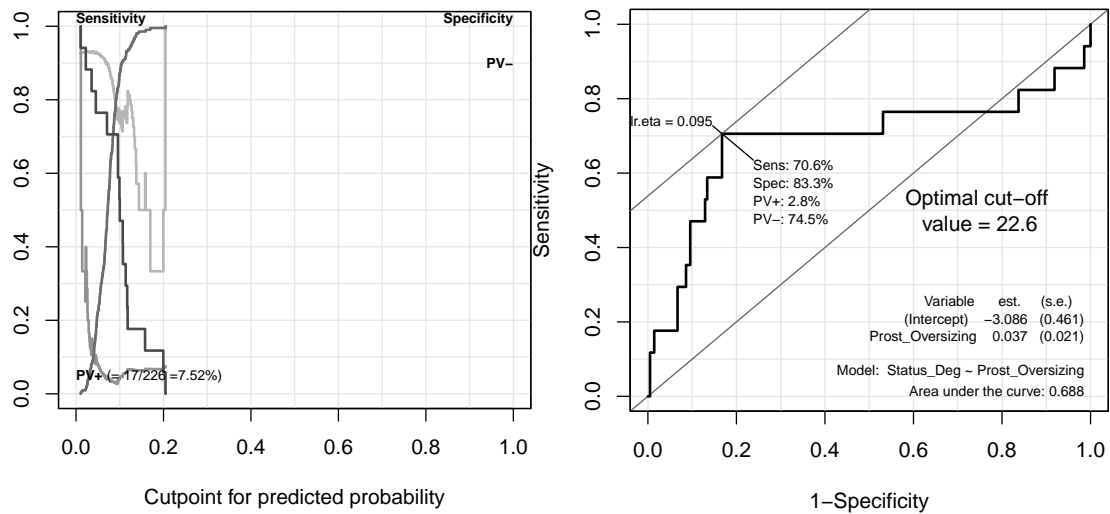 Sensitivity Specificity
PV−
PV+ (= 17/226 =7.52%)
0.0 0.2 0.4 0.6 0.8 1.0
0.0 0.2 0.4 0.6 0.8 1.0
Cutpoint for predicted probability
Sensitivity
0.0 0.2 0.4 0.6 0.8 1.0
lr.eta = 0.095
Sens: 70.6%
Spec: 83.3%
PV+: 2.8%
PV−: 74.5%
Optimal cut−off
value = 22.6
Variable est. (s.e.)
(Intercept) −3.086 (0.461)
Prost_Oversizing 0.037 (0.021)
Model: Status_Deg ~ Prost_Oversizing
Area under the curve: 0.688
0.0 0.2 0.4 0.6 0.8 1.0
1−Specificity